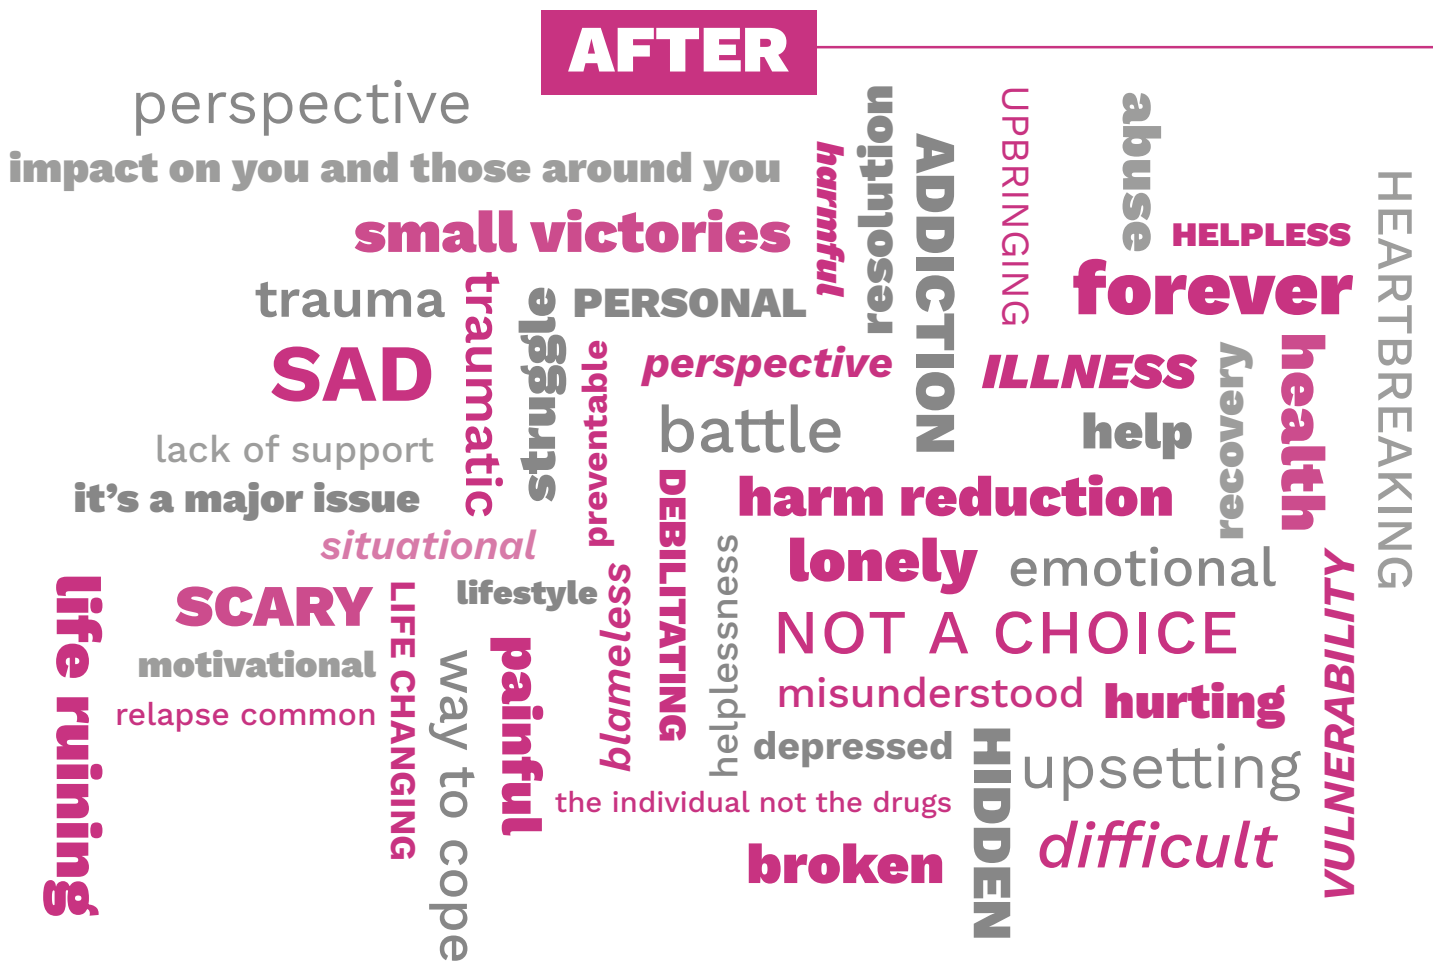 AFTER
perspective
impact on you and those around you
small victories
harmful
resolution
ADDICTION
UPBRINGING
abuse
HELPLESS
HEARTBREAKING
forever
trauma
traumatic
struggle
PERSONAL
SAD
preventable
perspective
ILLNESS
recovery
health
battle
help
lack of support
it's a major issue
situational
DEBILITATING
harm reduction
helplessness
lonely
emotional
life ruining
SCARY
LIFE CHANGING
lifestyle
blameless
NOT A CHOICE
VULNERABILITY
motivational
way to cope
painful
misunderstood
hurting
relapse common
depressed
HIDDEN
upsetting
the individual not the drugs
difficult
broken